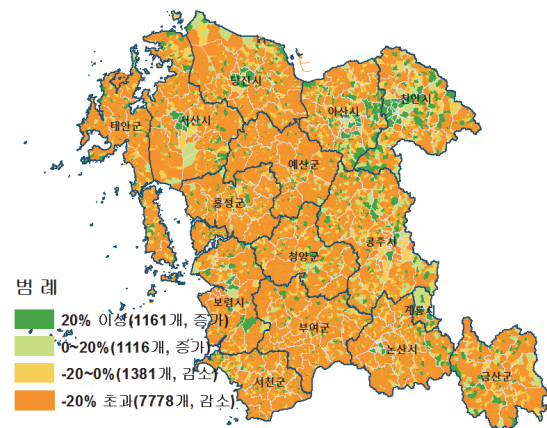 당진시
아산시
천안시
서산시
태안군
예산군
홍성군
청양군
공주시
범 례
보령시
계룡시
20% 이상(1161개, 증가)
부여군
0~20%(1116개, 증가)
논산시
-20~0%(1381개, 감소)
서천군
금산군
-20% 초과(7778개, 감소)